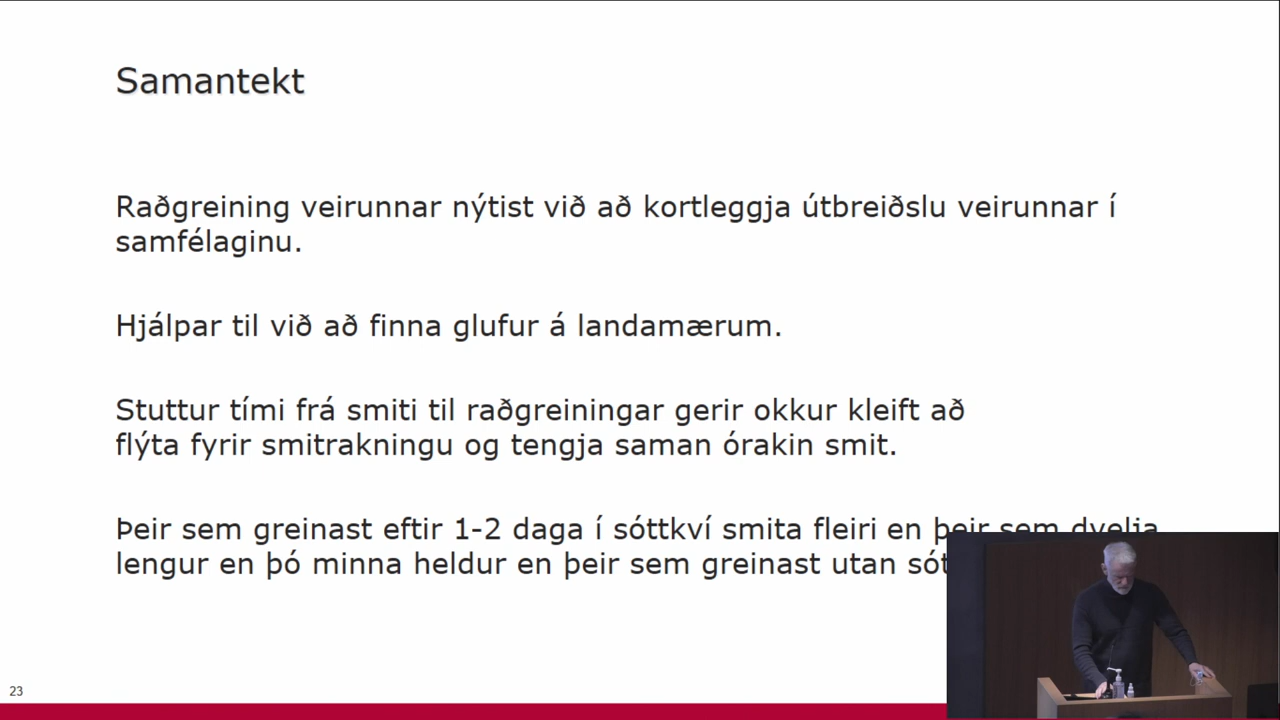 Samantekt
Raðgreining veirunnar nýtist við að kortleggja útbreiðslu veirunnar í
samfélaginu.
Hjálpar til við að finna glufur á landamærum.
Stuttur tími frá smiti til raðgreiningar gerir okkur kleift að
flýta fyrir smitrakningu og tengja saman órakin smit.
Þeir sem greinast eftir 1-2 daga í sóttkví smita fleiri en þeir sem dvelja
lengur en þó minna heldur en þeir sem greinast utan
23